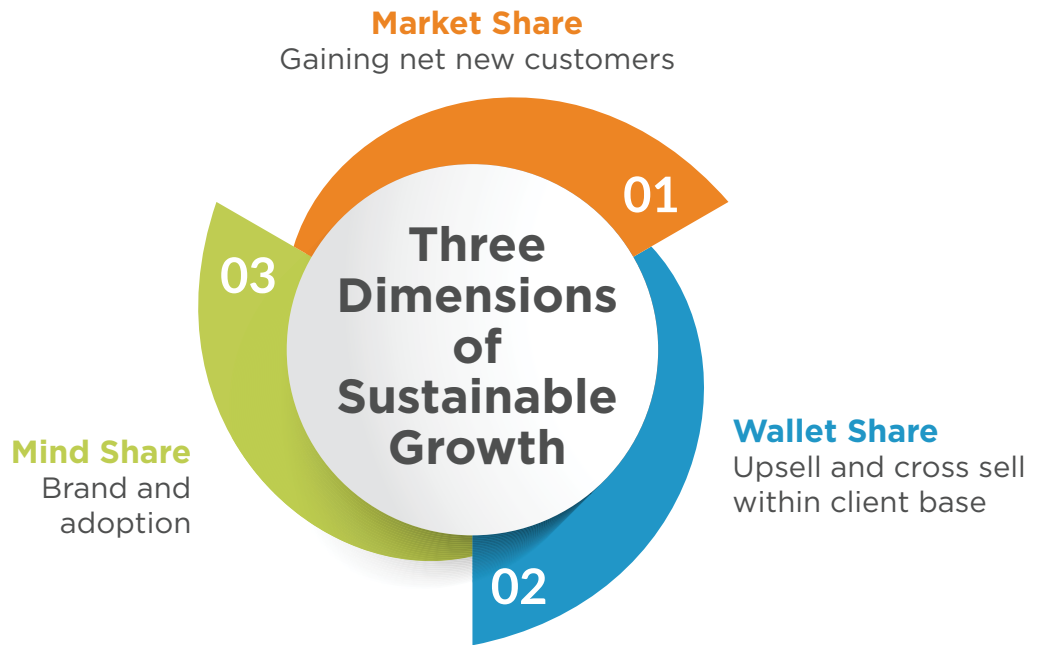 Market Share
Gaining net new customers
01
03
Three
Dimensions
of
Sustainable
Growth
Wallet Share
Upsell and cross sell
within client base
Mind Share
Brand and
adoption
02